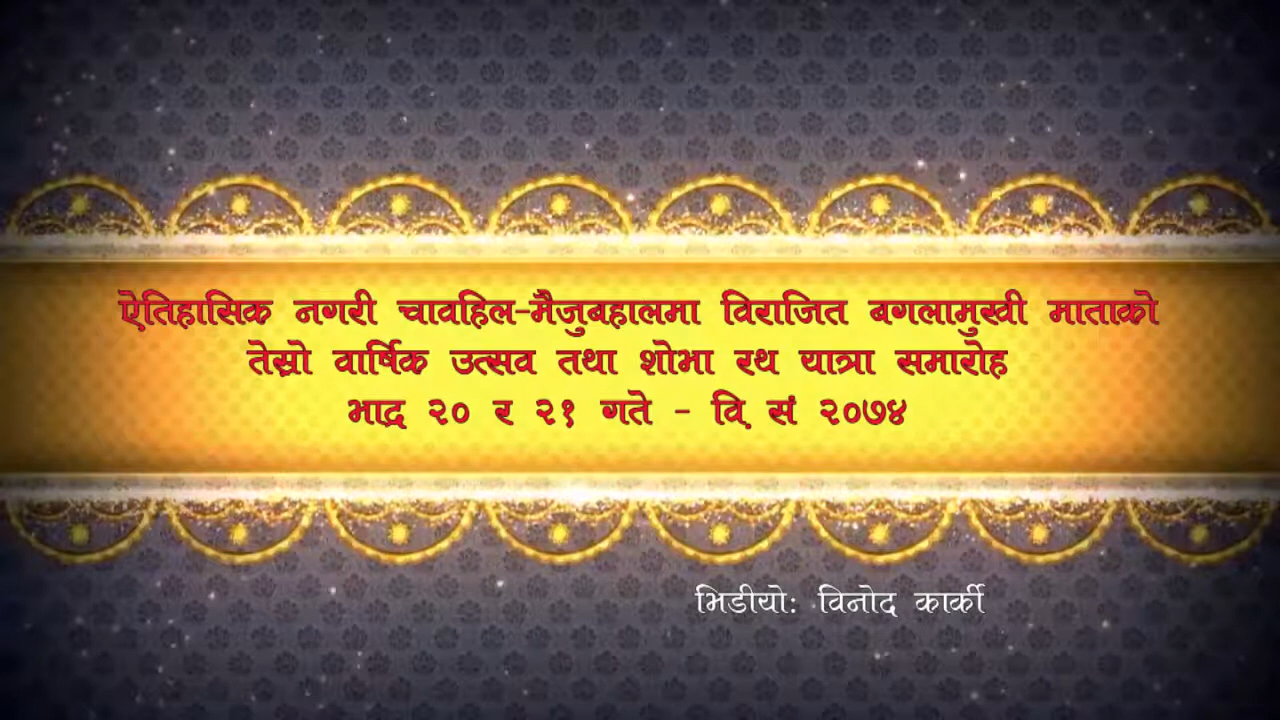 ऐतिहासिक नगरी चावहिल-मैजुबहालमा विराजित बगलामुखी माताको
तेस्रो वार्षिक उत्सव तथा शोभा रथ यात्रा समारोह
भाद्र २० र २१ गते - वि. सं २०७४
भिडीयो: विनोद कार्की